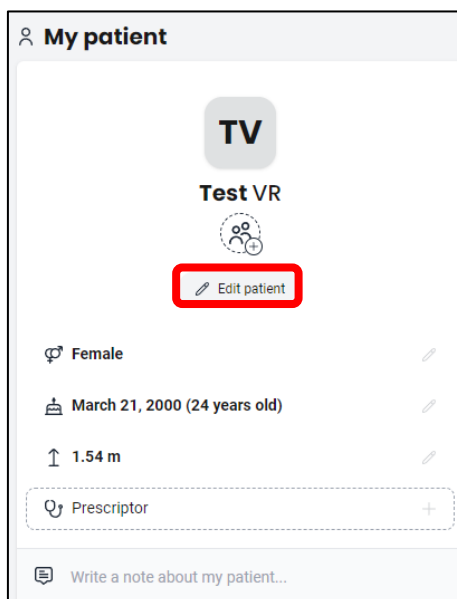 My patient
TV
Test VR
Edit patient
Female
March 21, 2000 (24 years old)
1.54 m
Prescriptor
Write a note about my patient...